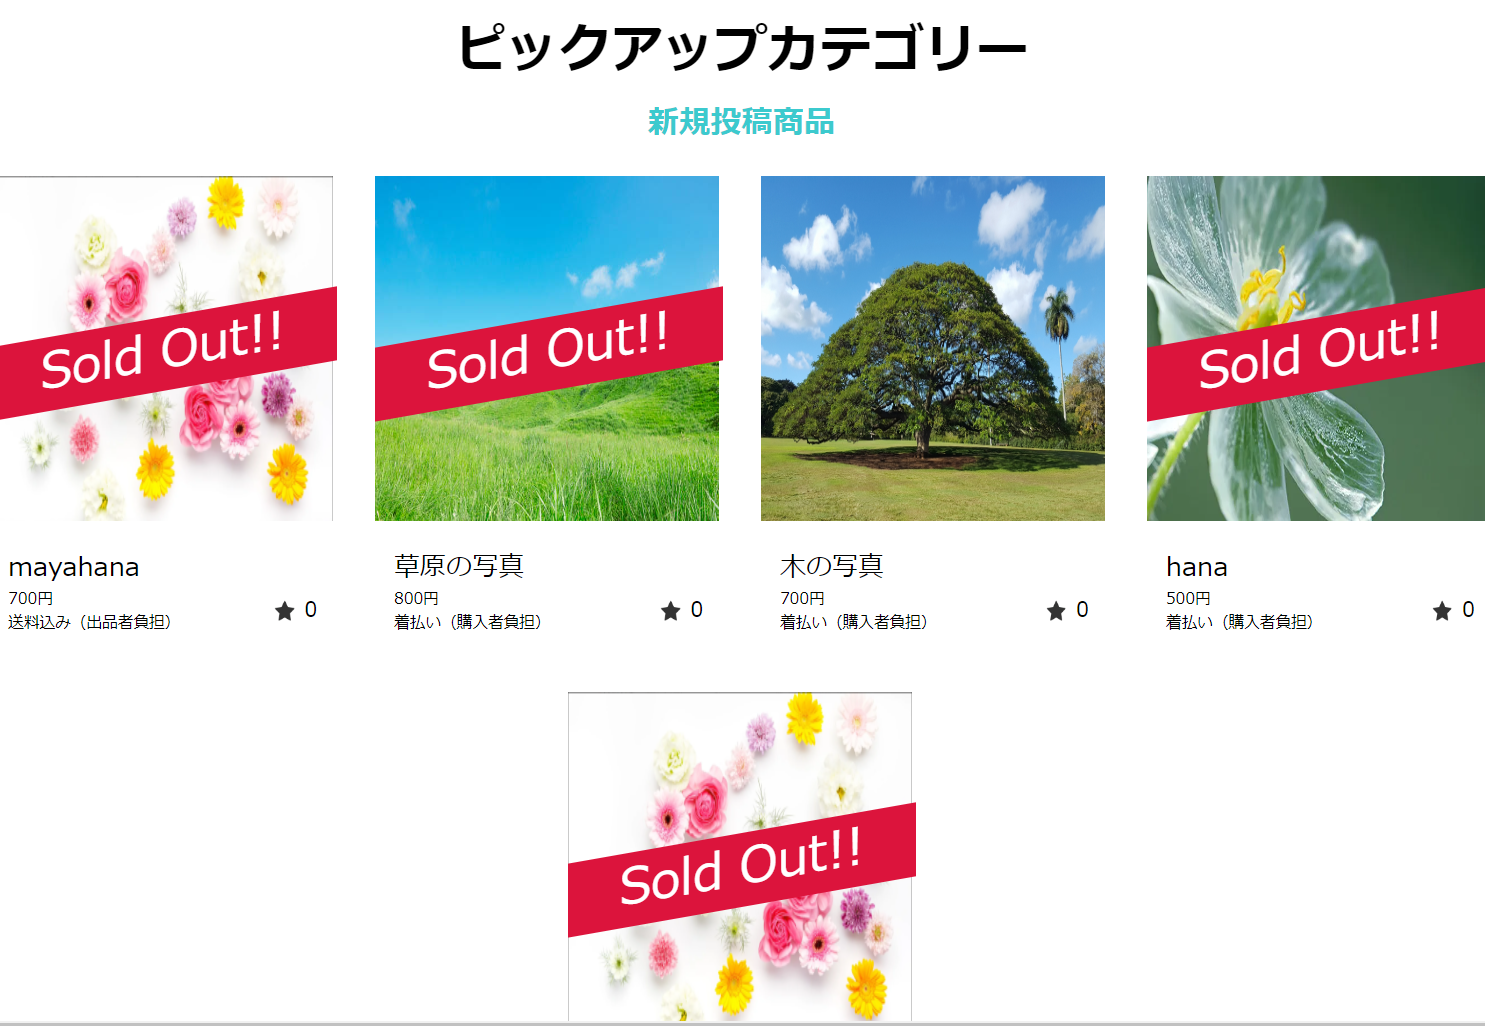 ピックアップカテゴリー
新規投稿商品
Sold Out!!
Sold Out!!
Sold Out!!
mayahana
700円
送料込み（出品者負担）
★ 0
草原の写真
800円
着払い（購入者負担）
★ 0
木の写真
700円
着払い（購入者負担）
★ 0
hana
500円
着払い（購入者負担）
★ 0
Sold Out!!